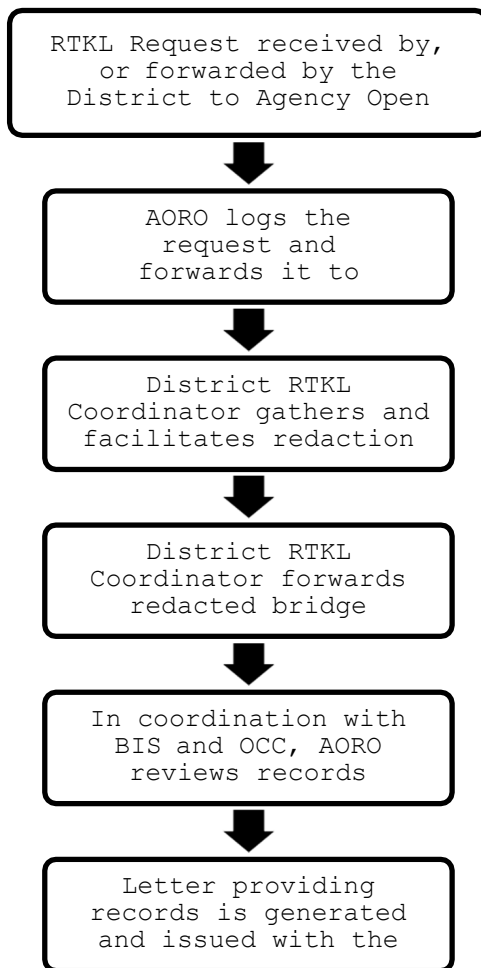 RTKL Request received by,
or forwarded by the
District to Agency Open
AORO logs the
request and
forwards it to
District RTKL
Coordinator gathers and
facilitates redaction
District RTKL
Coordinator forwards
redacted bridge
In coordination with
BIS and OCC, AORO
reviews records
Letter providing
records is generated
and issued with the